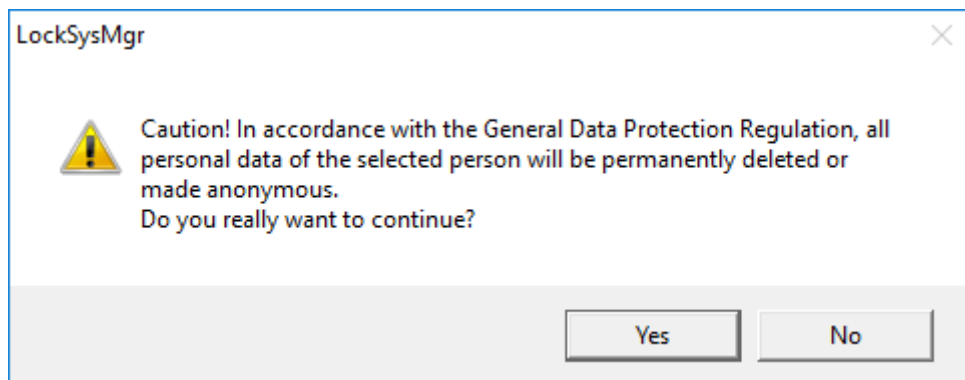 LockSysMgr
Caution! In accordance with the General Data Protection Regulation, all
personal data of the selected person will be permanently deleted or
made anonymous.
Do you really want to continue?
Yes
No